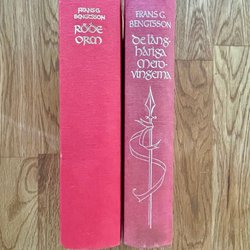 FRANS G.
BENGTSSON
RÖDE
ORM
FRANS G.
BENGTSSON
De lång-
håriga
mero-
vingerna